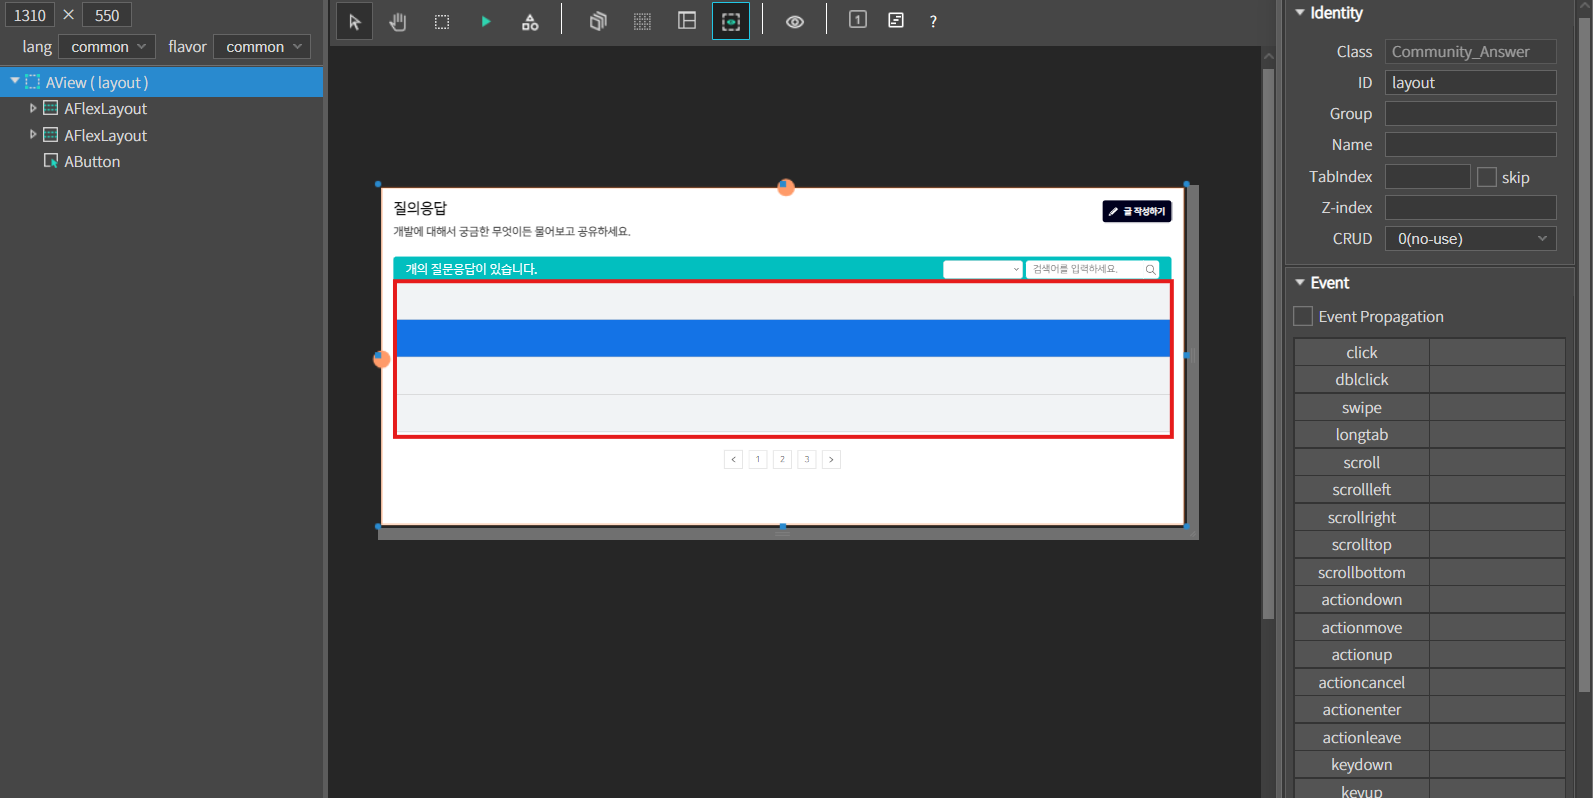 1310 × 550
lang common flavor common
AView ( layout )
AFlexLayout
AFlexLayout
AButton
1 ?
질의응답
글 작성하기
개발에 대해서 궁금한 무엇이든 물어보고 공유하세요.
개의 질문응답이 있습니다.
검색어를 입력하세요.
< 1 2 3 >
Identity
Class Community_Answer
ID layout
Group
Name
TabIndex skip
Z-index
CRUD 0(no-use)
Event
Event Propagation
click
dblclick
swipe
longtab
scroll
scrollleft
scrollright
scrolltop
scrollbottom
actiondown
actionmove
actionup
actioncancel
actionenter
actionleave
keydown
keyup